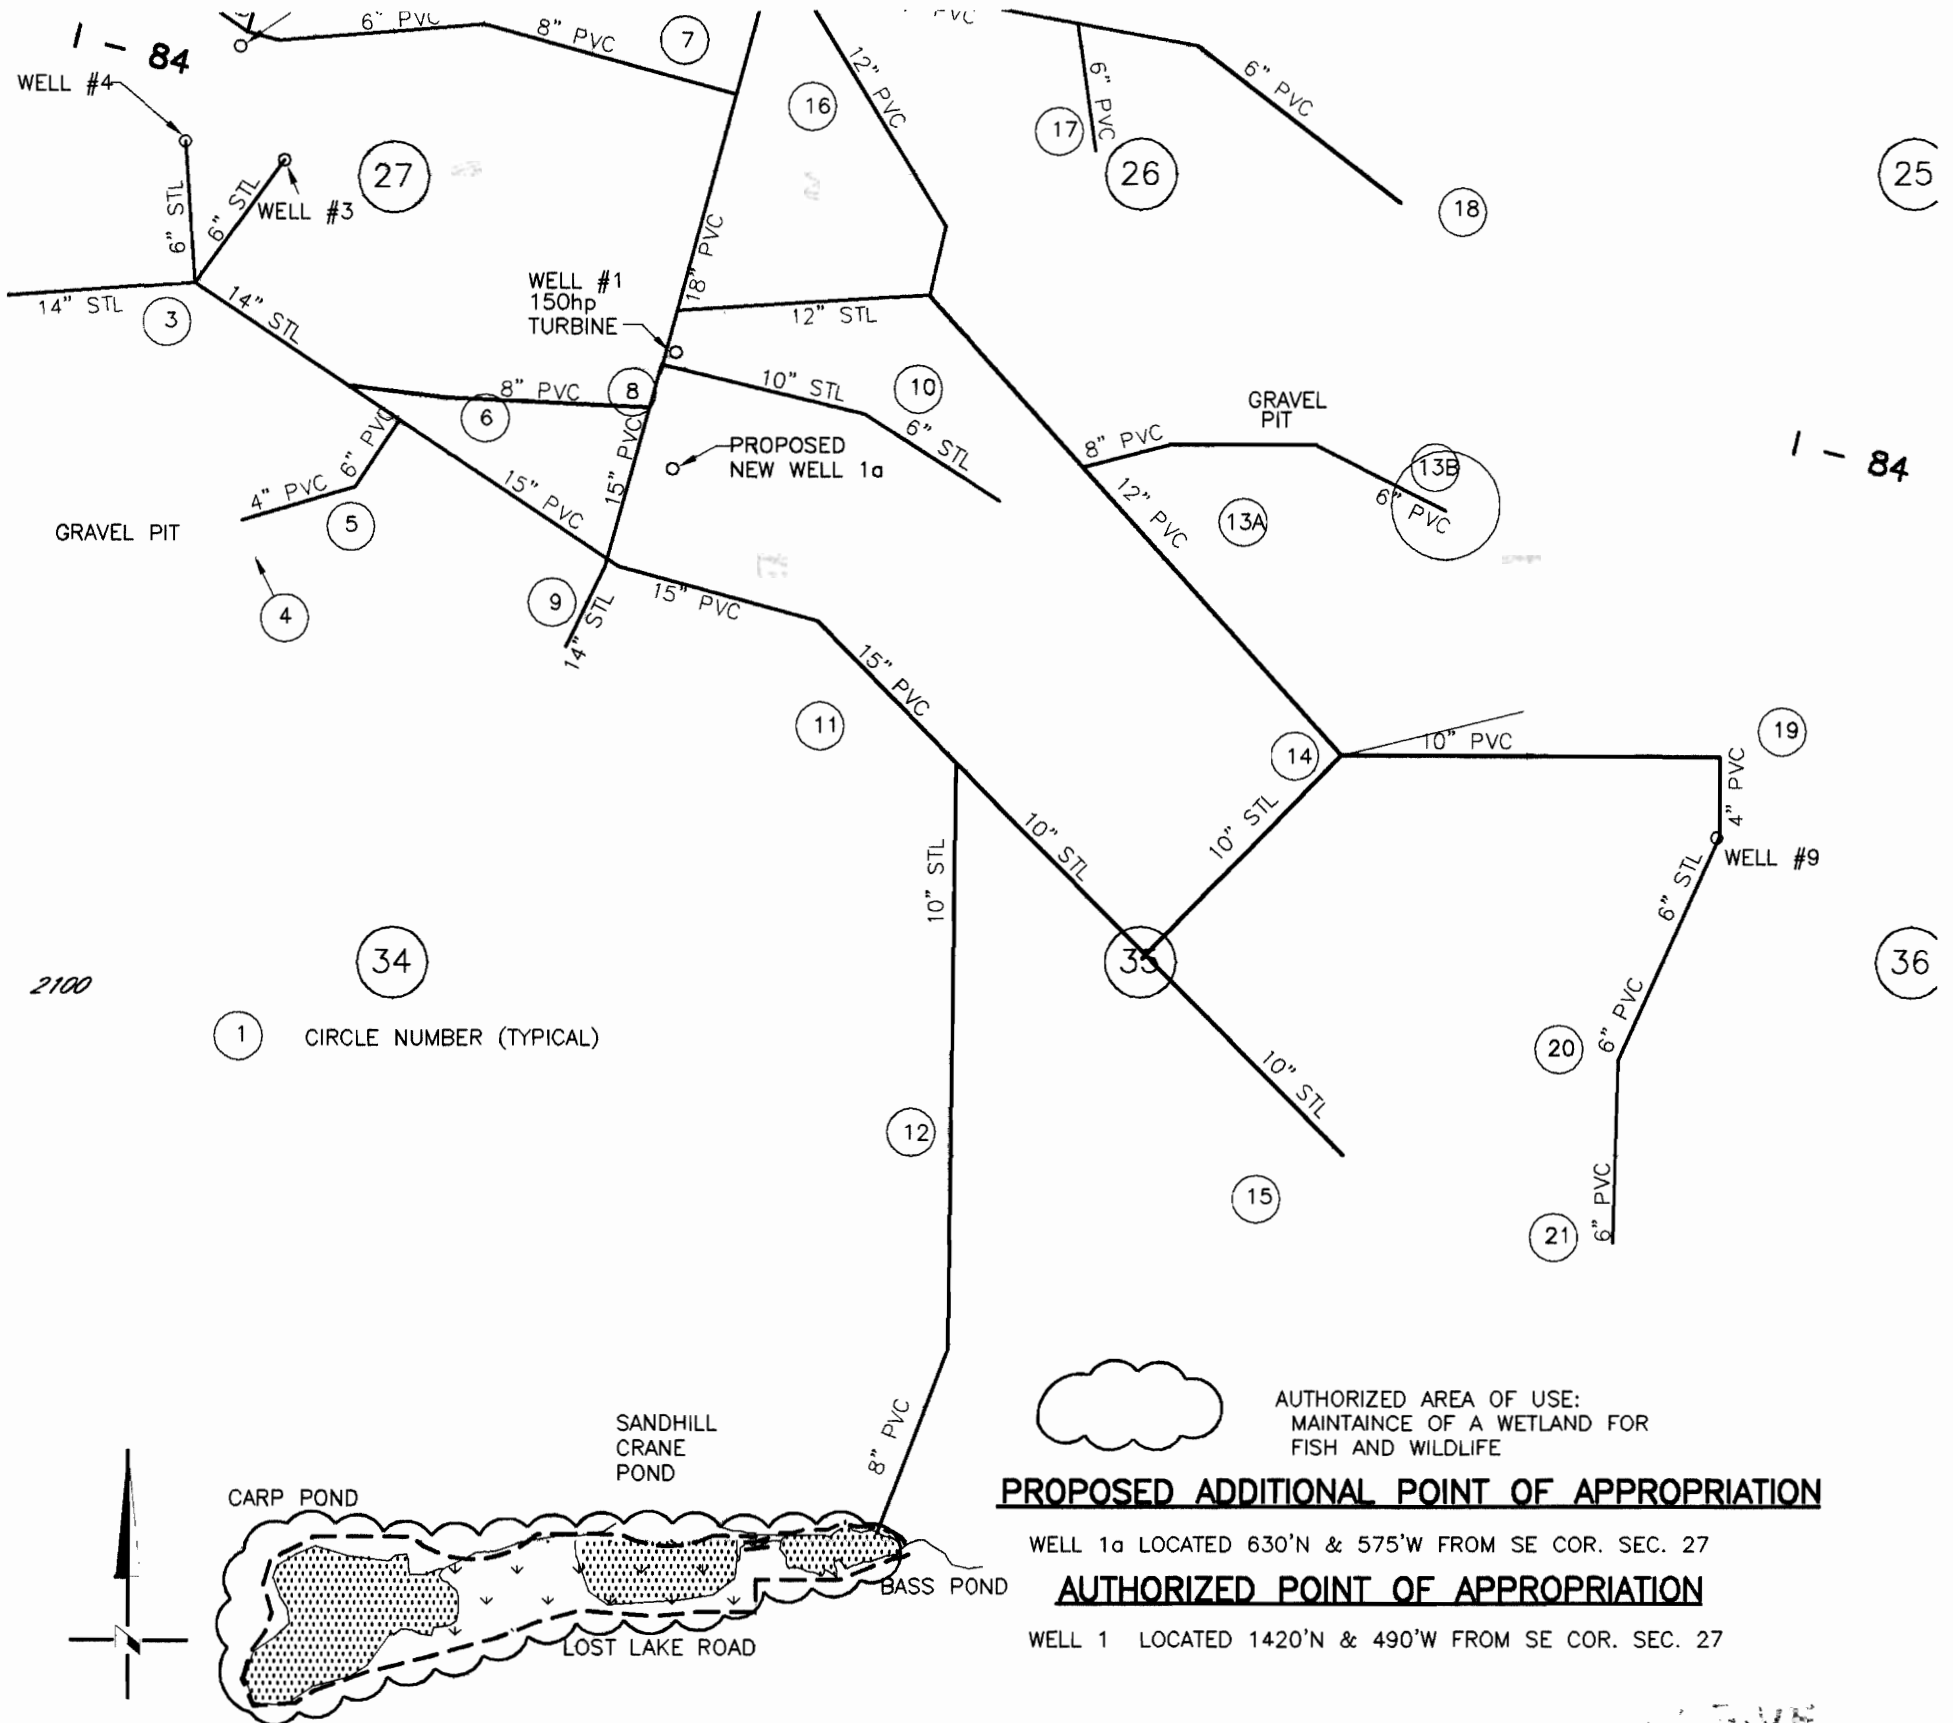 6" PVC
8" PVC
7
PVC
I - 84
WELL #4
12" PVC
16
6" PVC
17
26
6" PVC
18
25
27
6" STL
6" STL
WELL #3
14" STL
3
14" STL
18" PVC
WELL #1
150hp
TURBINE
12" STL
8" PVC
8
6
10" STL
10
6" STL
GRAVEL
PIT
8" PVC
13B
6" PVC
13A
I - 84
6" PVC
4" PVC
5
GRAVEL PIT
4
15" PVC
15" PVC
PROPOSED
NEW WELL 1a
12" PVC
9
14" STL
15" PVC
15" PVC
11
14
10" PVC
19
4" PVC
WELL #9
10" STL
10" STL
10" STL
6" STL
34
35
36
2100
1
CIRCLE NUMBER (TYPICAL)
6" PVC
20
10" STL
12
15
6" PVC
21
8" PVC
SANDHILL
CRANE
POND
CARP POND
BASS POND
LOST LAKE ROAD
N
AUTHORIZED AREA OF USE:
MAINTAINCE OF A WETLAND FOR
FISH AND WILDLIFE
PROPOSED ADDITIONAL POINT OF APPROPRIATION
WELL 1a LOCATED 630'N & 575'W FROM SE COR. SEC. 27
AUTHORIZED POINT OF APPROPRIATION
WELL 1 LOCATED 1420'N & 490'W FROM SE COR. SEC. 27